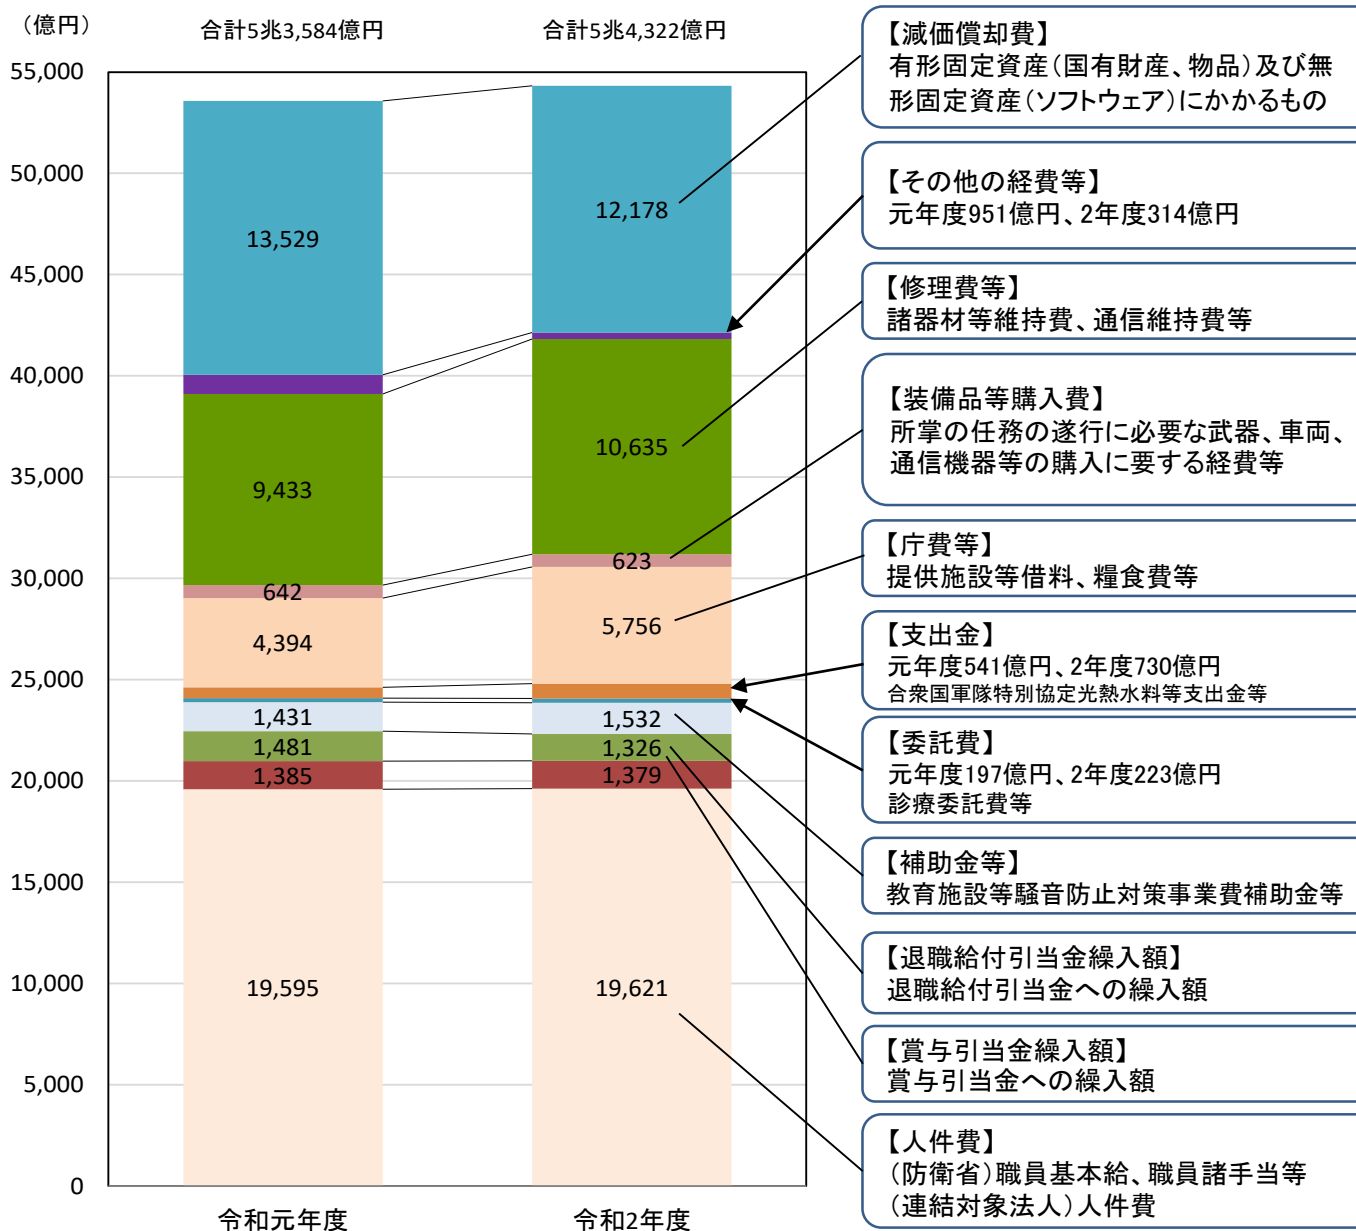 （億円）
合計5兆3,584億円
合計5兆4,322億円
55,000
50,000
45,000
40,000
35,000
30,000
25,000
20,000
15,000
10,000
5,000
0
13,529
9,433
642
4,394
1,431
1,481
1,385
19,595
令和元年度
12,178
10,635
623
5,756
1,532
1,326
1,379
19,621
令和2年度
【減価償却費】
有形固定資産（国有財産、物品）及び無
形固定資産（ソフトウェア）にかかるもの
【その他の経費等】
元年度951億円、2年度314億円
【修理費等】
諸器材等維持費、通信維持費等
【装備品等購入費】
所掌の任務の遂行に必要な武器、車両、
通信機器等の購入に要する経費等
【庁費等】
提供施設等借料、糧食費等
【支出金】
元年度541億円、2年度730億円
合衆国軍隊特別協定光熱水料等支出金等
【委託費】
元年度197億円、2年度223億円
診療委託費等
【補助金等】
教育施設等騒音防止対策事業費補助金等
【退職給付引当金繰入額】
退職給付引当金への繰入額
【賞与引当金繰入額】
賞与引当金への繰入額
【人件費】
（防衛省）職員基本給、職員諸手当等
（連結対象法人）人件費